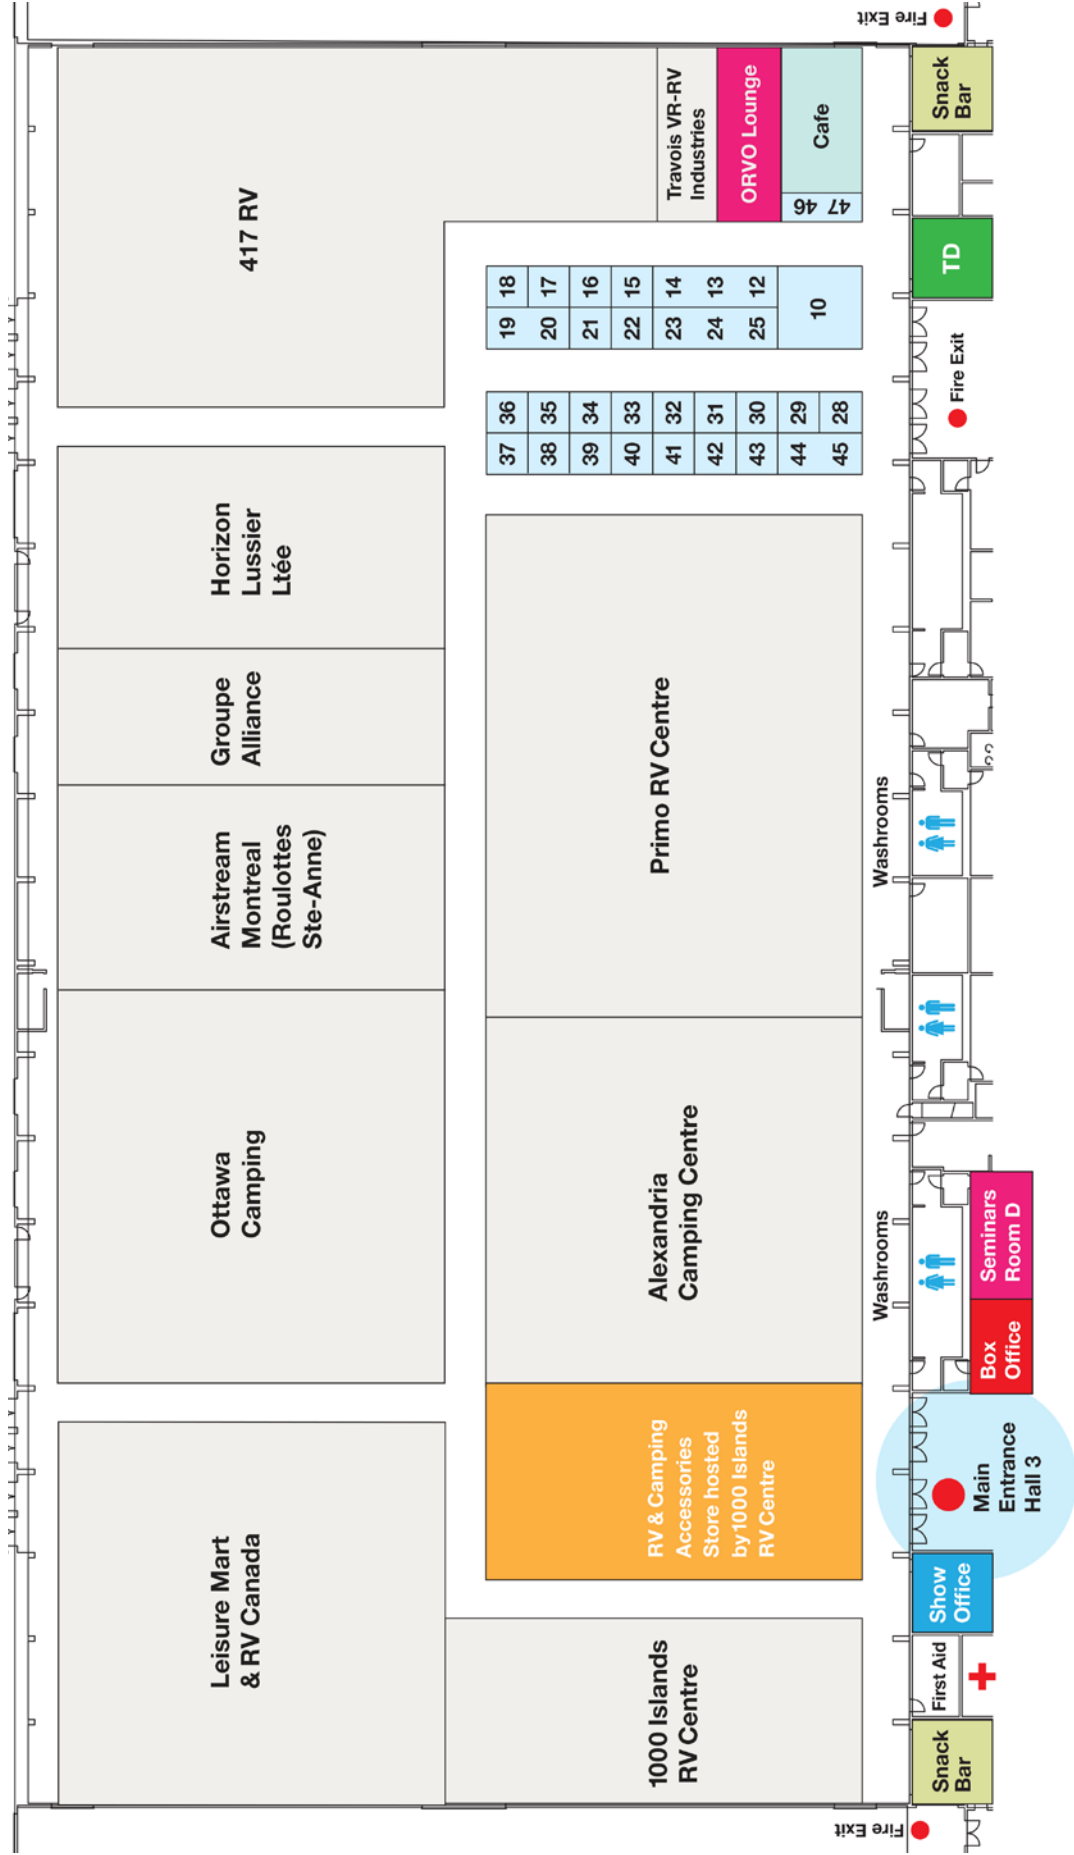 Fire Exit
417 RV
Travois VR-RV
Industries
ORVO Lounge
Cafe
46
47
Snack
Bar
TD
Fire Exit
18
17
16
15
14
13
12
10
19
20
21
22
23
24
25
36
35
34
33
32
31
30
29
28
37
38
39
40
41
42
43
44
45
Horizon
Lussier
Ltée
Groupe
Alliance
Airstream
Montreal
(Roulottes
Ste-Anne)
Ottawa
Camping
Leisure Mart
& RV Canada
Primo RV Centre
Alexandria
Camping Centre
RV & Camping
Accessories
Store hosted
by1000 Islands
RV Centre
1000 Islands
RV Centre
Washrooms
Washrooms
Seminars
Room D
Box
Office
Main
Entrance
Hall 3
Show
Office
First Aid
Snack
Bar
Fire Exit